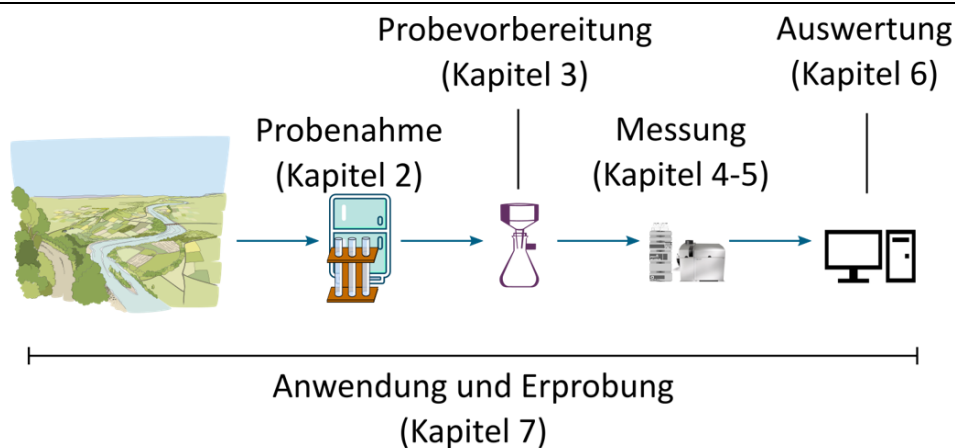 Probevorbereitung
(Kapitel 3)
Auswertung
(Kapitel 6)
Probenahme
(Kapitel 2)
Messung
(Kapitel 4-5)
Anwendung und Erprobung
(Kapitel 7)